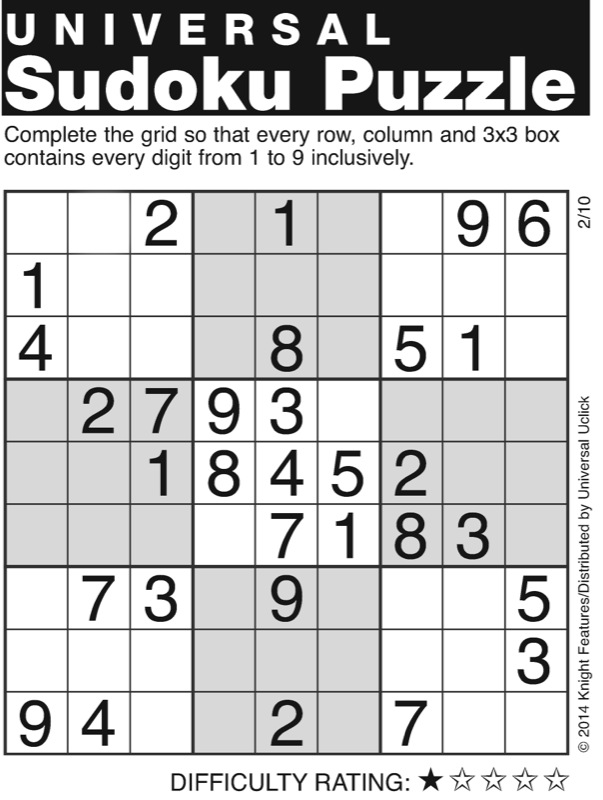 UNIVERSAL
Sudoku Puzzle
Complete the grid so that every row, column and 3x3 box
contains every digit from 1 to 9 inclusively.
2 1 9 6
1
4 8 5 1
2 7 9 3
1 8 4 5 2
7 1 8 3
7 3 9 5
3
9 4 2 7
DIFFICULTY RATING: ★☆☆☆☆
2/10
© 2014 Knight Features/Distributed by Universal Uclick